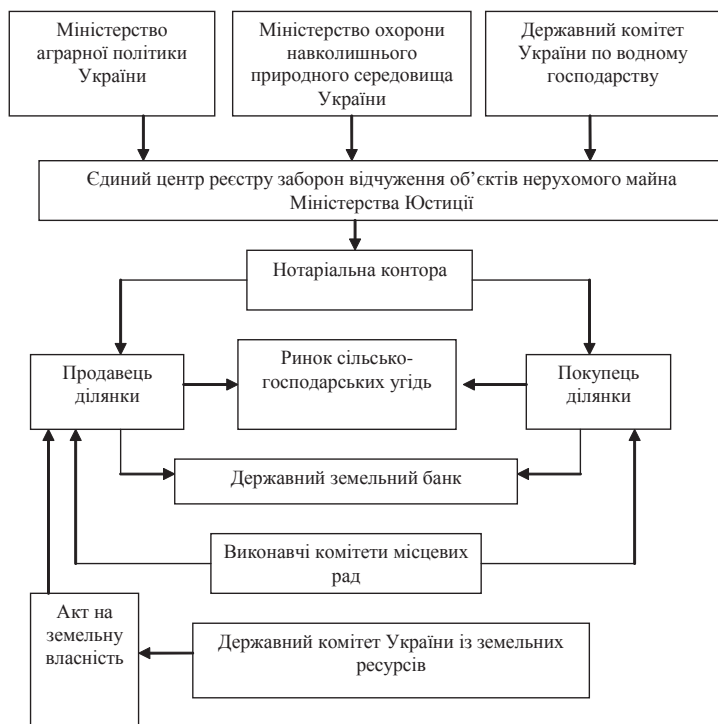 Міністерство
аграрної політики
України
Міністерство охорони
навколишнього
природного середовища
України
Державний комітет
України по водному
господарству
Єдиний центр реєстру заборон відчуження об’єктів нерухомого майна
Міністерства Юстиції
Нотаріальна контора
Продавець
ділянки
Ринок сільсько-
господарських угідь
Покупець
ділянки
Державний земельний банк
Виконавчі комітети місцевих
рад
Акт на
земельну
власність
Державний комітет України із земельних
ресурсів